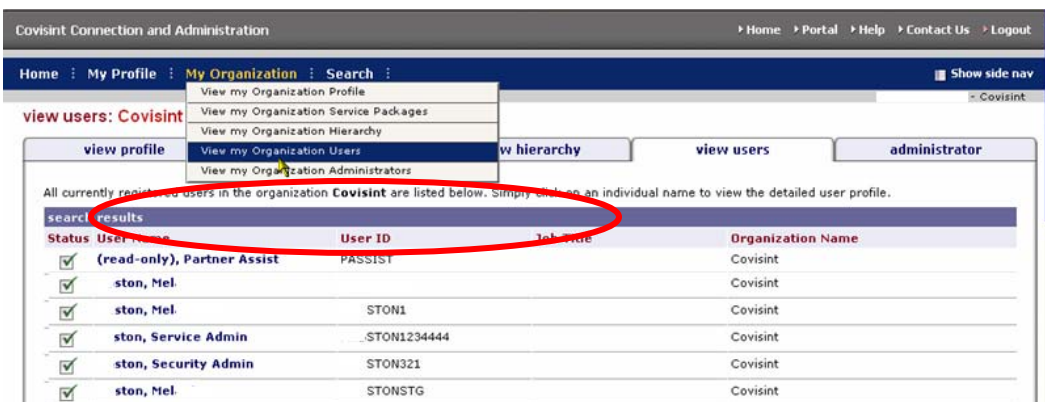 Covisint Connection and Administration Home Portal Help Contact Us Logout
Home My Profile My Organization Search Show side nav
View my Organization Profile
- Covisint
view users: Covisint
View my Organization Service Packages
View my Organization Hierarchy
view profile View my Organization Users hierarchy view users administrator
View my Organization Administrators
All currently registered users in the organization Covisint are listed below. Simply click on an individual name to view the detailed user profile.
search results
Status User Name User ID Job Title Organization Name
(read-only), Partner Assist PASSIST Covisint
ston, Mel Covisint
ston, Mel STON1 Covisint
ston, Service Admin STON1234444 Covisint
ston, Security Admin STON321 Covisint
ston, Mel STONSTG Covisint